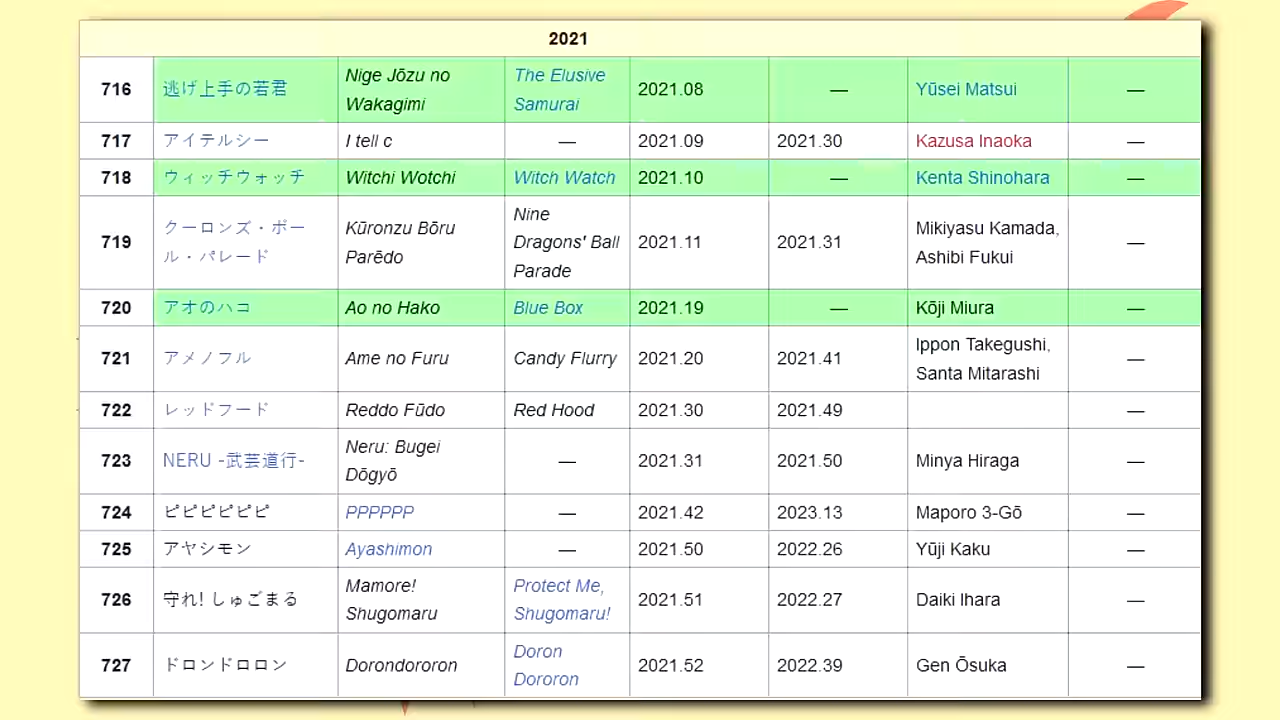 2021
716 逃げ上手の若君 Nige Jōzu no Wakagimi The Elusive Samurai 2021.08 — Yūsei Matsui —
717 アイテルシー I tell c — 2021.09 2021.30 Kazusa Inaoka —
718 ウィッチウォッチ Witchi Wotchi Witch Watch 2021.10 — Kenta Shinohara —
719 クーロンズ・ボール・パレード Kūronzu Bōru Parēdo Nine Dragons' Ball Parade 2021.11 2021.31 Mikiyasu Kamada, Ashibi Fukui —
720 アオのハコ Ao no Hako Blue Box 2021.19 — Kōji Miura —
721 アメノフル Ame no Furu Candy Flurry 2021.20 2021.41 Ippon Takegushi, Santa Mitarashi —
722 レッドフード Reddo Fūdo Red Hood 2021.30 2021.49 —
723 NERU -武芸道行- Neru: Bugei Dōgyō — 2021.31 2021.50 Minya Hiraga —
724 ピピピピピピ PPPPPP — 2021.42 2023.13 Maporo 3-Gō —
725 アヤシモン Ayashimon — 2021.50 2022.26 Yūji Kaku —
726 守れ! しゅごまる Mamore! Shugomaru Protect Me, Shugomaru! 2021.51 2022.27 Daiki Ihara —
727 ドロンドロロン Dorondororon Doron Dororon 2021.52 2022.39 Gen Ōsuka —